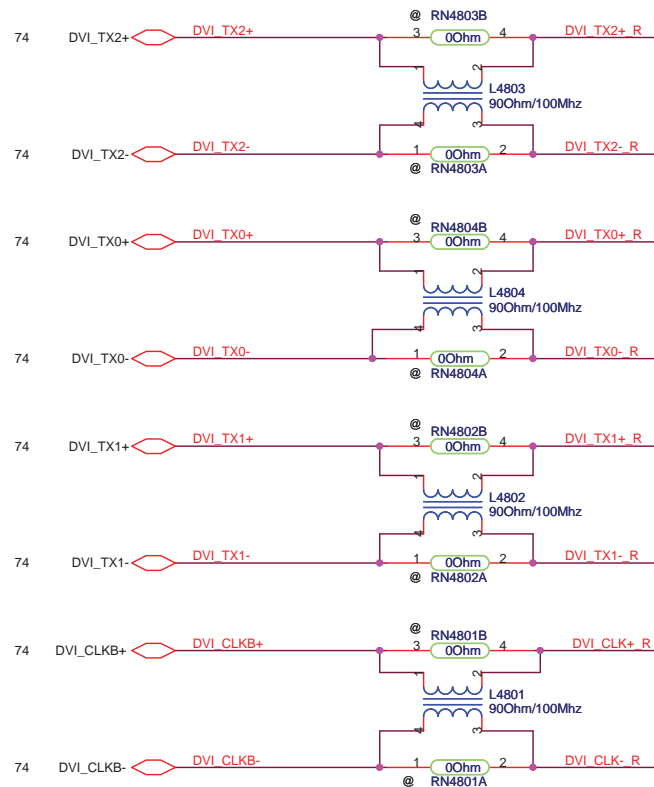 @ RN4803B
74 DVI_TX2+ DVI_TX2+ 3 0Ohm 4 DVI_TX2+_R
1 2
L4803
90Ohm/100Mhz
4 3
74 DVI_TX2- DVI_TX2- 1 0Ohm 2 DVI_TX2-_R
@ RN4803A
@
RN4804B
74 DVI_TX0+ DVI_TX0+ 3 0Ohm 4 DVI_TX0+_R
1 2
L4804
90Ohm/100Mhz
4 3
74 DVI_TX0- DVI_TX0- 1 0Ohm 2 DVI_TX0-_R
@ RN4804A
@
RN4802B
74 DVI_TX1+ DVI_TX1+ 3 0Ohm 4 DVI_TX1+_R
1 2
L4802
90Ohm/100Mhz
4 3
74 DVI_TX1- DVI_TX1- 1 0Ohm 2 DVI_TX1-_R
@ RN4802A
@
RN4801B
74 DVI_CLKB+ DVI_CLKB+ 3 0Ohm 4 DVI_CLK+_R
1 2
L4801
90Ohm/100Mhz
4 3
74 DVI_CLKB- DVI_CLKB- 1 0Ohm 2 DVI_CLK-_R
@ RN4801A